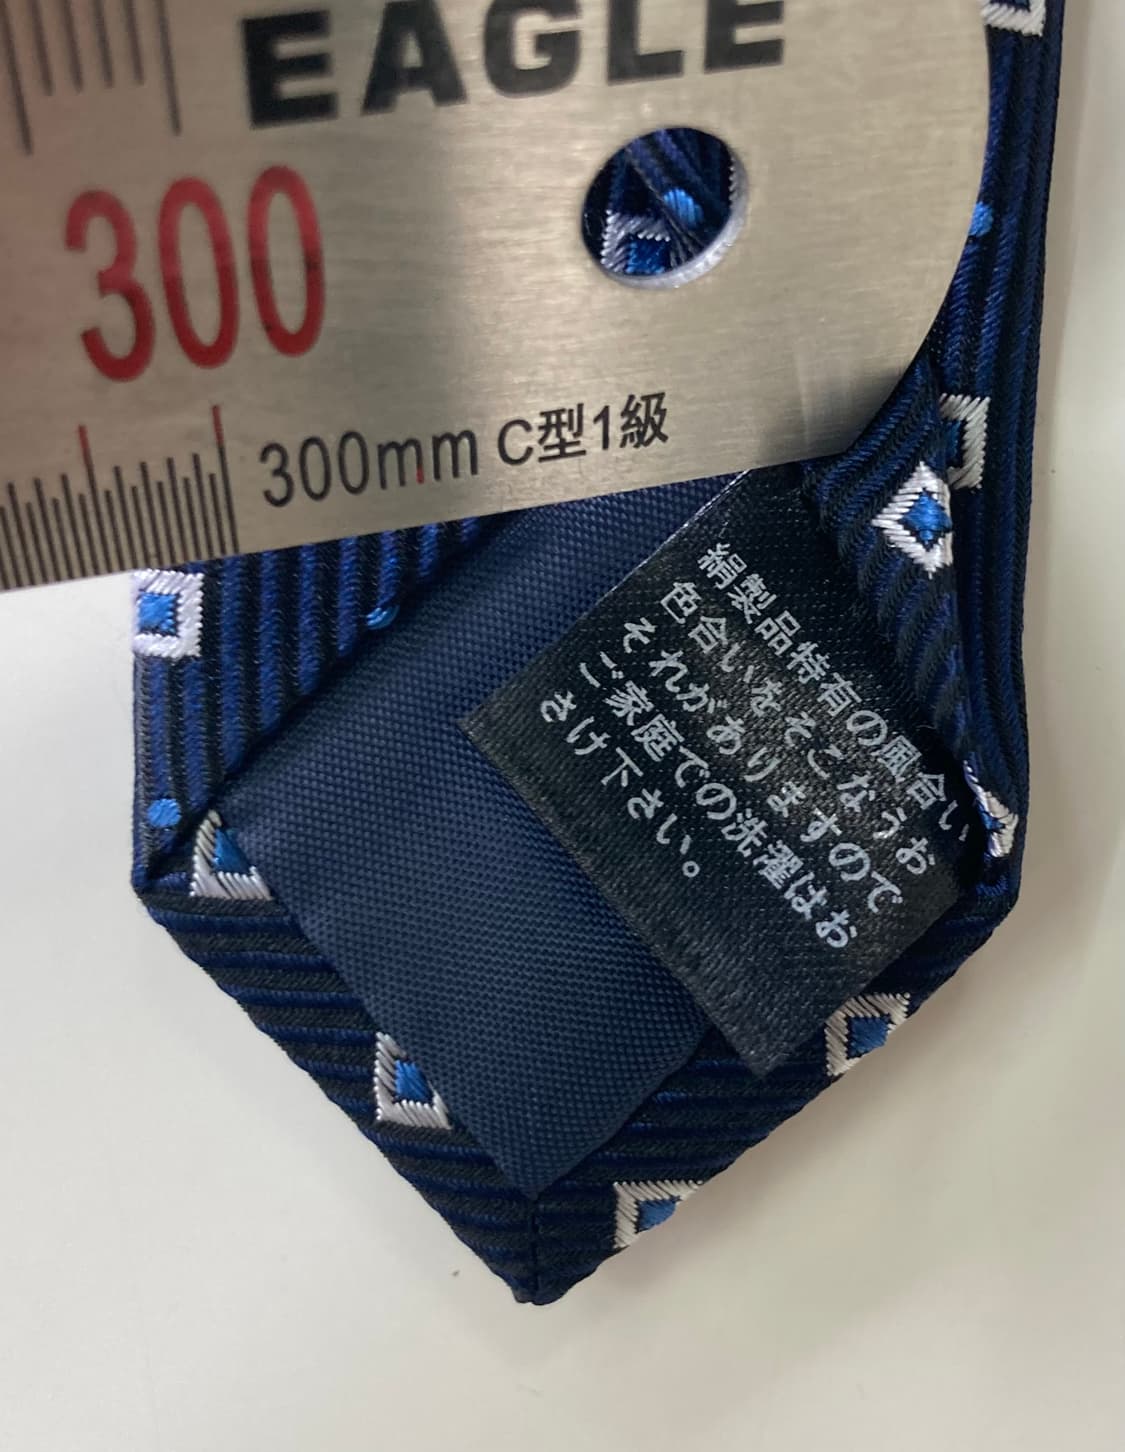 EAGLE
300
300mm C型1級
絹製品特有の風合い
色合いをそこなうお
それがありますので
ご家庭での洗濯はお
さけ下さい。